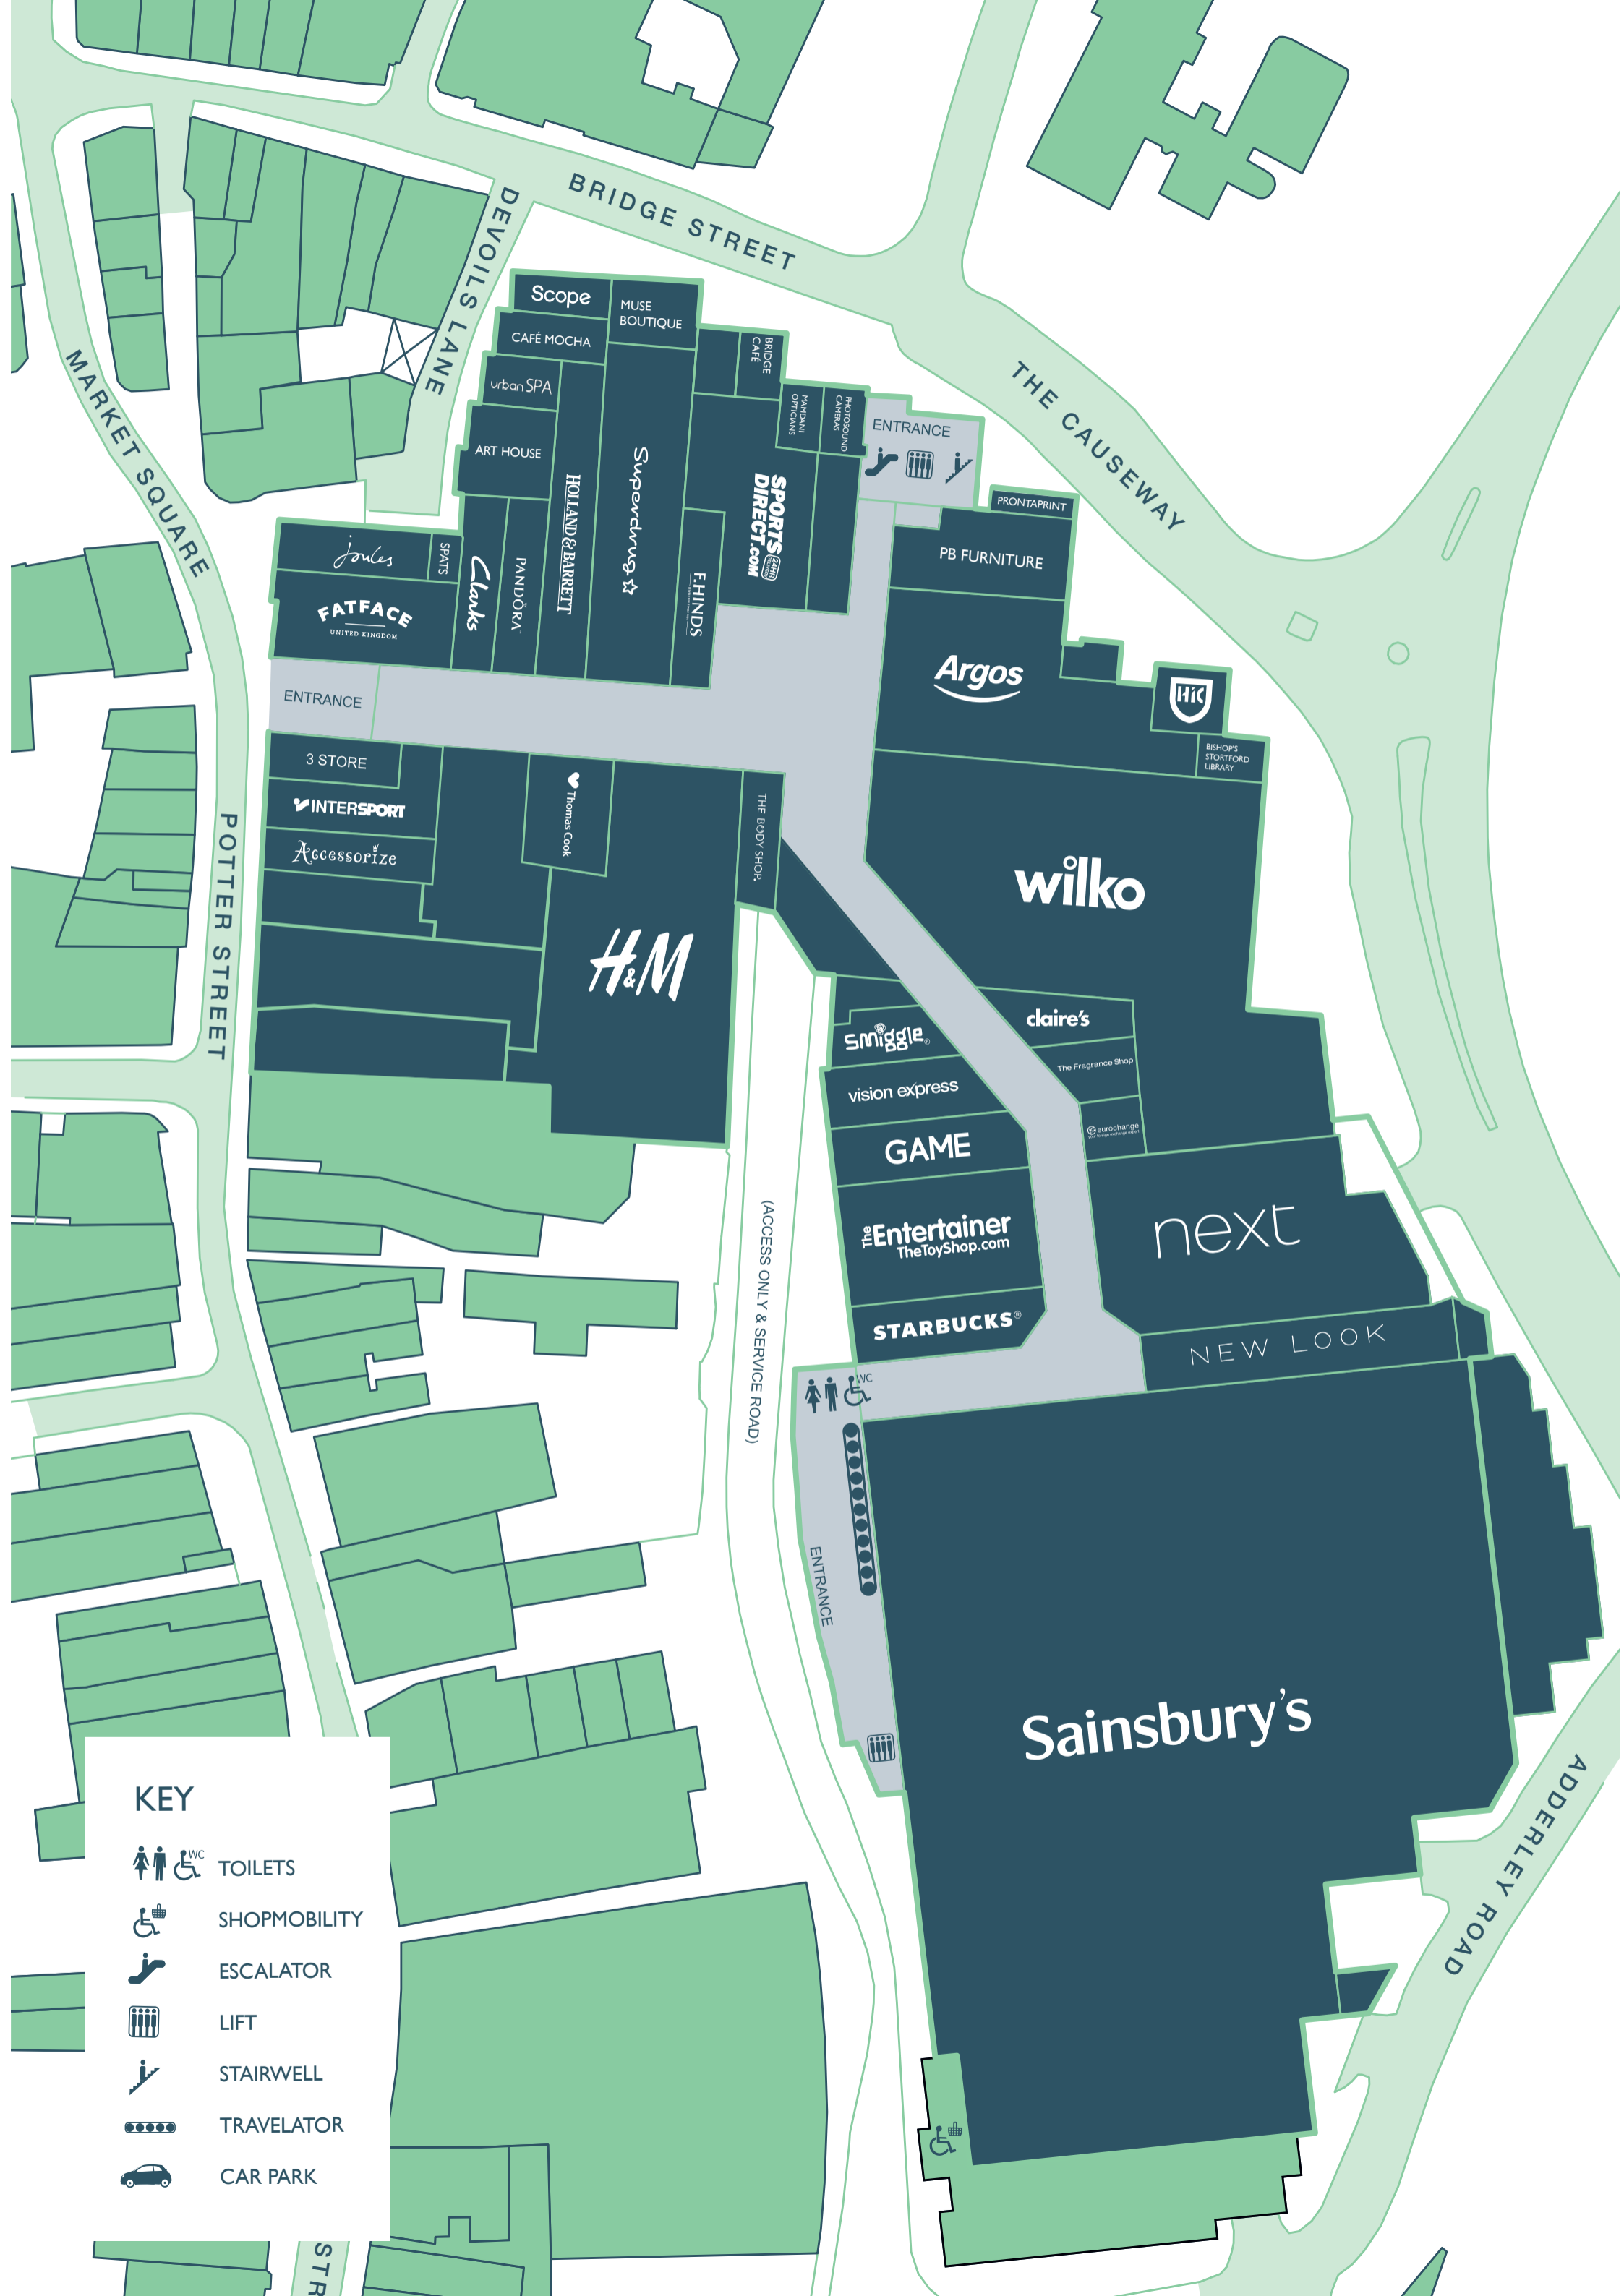 BRIDGE STREET
DEVOILS LANE
MARKET SQUARE
THE CAUSEWAY
Scope
MUSE
BOUTIQUE
CAFÉ MOCHA
BRIDGE
CAFÉ
urban SPA
MAMDANI
OPTICIANS
PHOTOSOUND
CAMERAS
ENTRANCE
ART HOUSE
HOLLAND & BARRETT
Superdrug
SPORTS
DIRECT.COM
24HR
PRONTAPRINT
PB FURNITURE
joules
SPATS
Clarks
PANDÖRA
F.HINDS
FATFACE
UNITED KINGDOM
Argos
HIC
ENTRANCE
BISHOP'S
STORTFORD
LIBRARY
3 STORE
INTERSPORT
Accessorize
Thomas Cook
THE BODY SHOP.
POTTER STREET
wilko
H&M
claire's
Smiggle®
The Fragrance Shop
vision express
eurochange
GAME
next
The Entertainer
TheToyShop.com
STARBUCKS®
NEW LOOK
(ACCESS ONLY & SERVICE ROAD)
WC
ENTRANCE
Sainsbury's
ADDERLEY ROAD
KEY
WC
TOILETS
SHOPMOBILITY
ESCALATOR
LIFT
STAIRWELL
TRAVELATOR
CAR PARK
STR